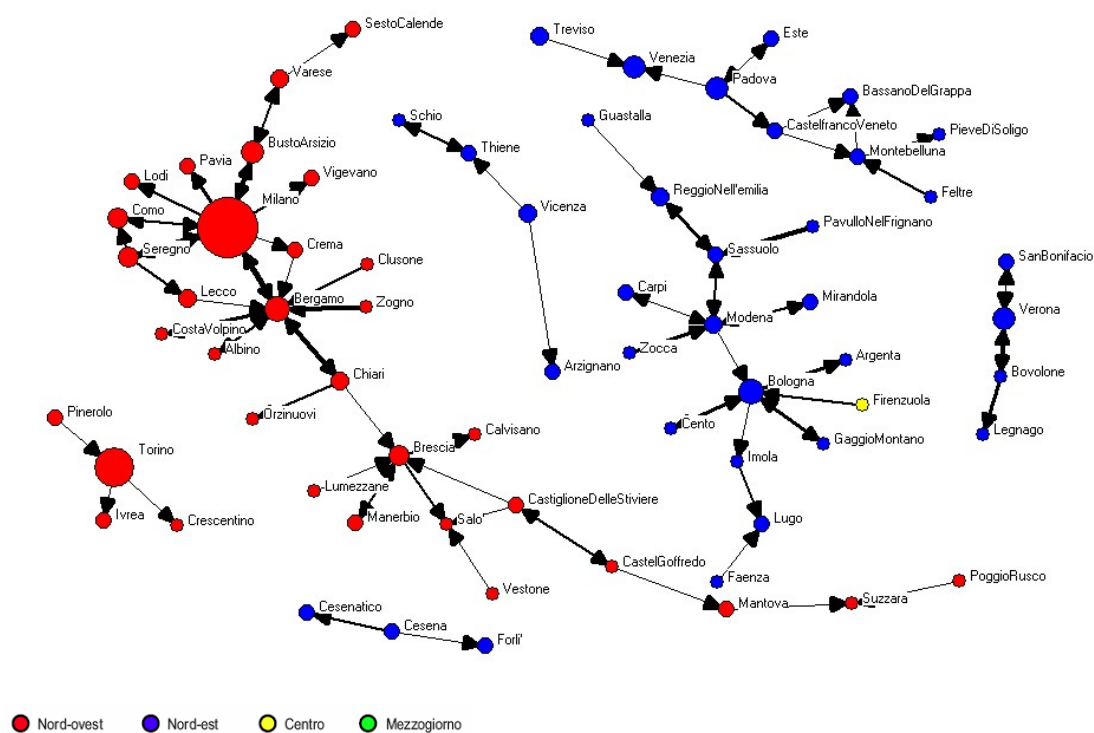 SestoCalende
Treviso
Este
Venezia
Varese
Padova
BassanoDelGrappa
Schio
Guastalla
CastelfrancoVeneto
PieveDiSoligo
BustoArsizio
Thiene
Montebelluna
Pavia
Lodi
Vigevano
ReggioNell'emilia
Feltre
Milano
Vicenza
Como
PavulloNelFrignano
Seregno
Crema
Sassuolo
Clusone
SanBonifacio
Lecco
Bergamo
Carpi
Mirandola
Zogno
Modena
Verona
CostaVolpino
Albino
Zocca
Argenta
Arzignano
Chiari
Bologna
Bovolone
Firenzuola
Pinerolo
Orzinuovi
Cento
Calvisano
GaggioMontano
Legnago
Torino
Brescia
Imola
Lumezzane
CastiglioneDelleStiviere
Ivrea
Crescentino
Manerbio
Salo
Lugo
CastelGoffredo
Faenza
PoggioRusco
Vestone
Mantova
Suzzara
Cesenatico
Cesena
Forli'
Nord-ovest
Nord-est
Centro
Mezzogiorno